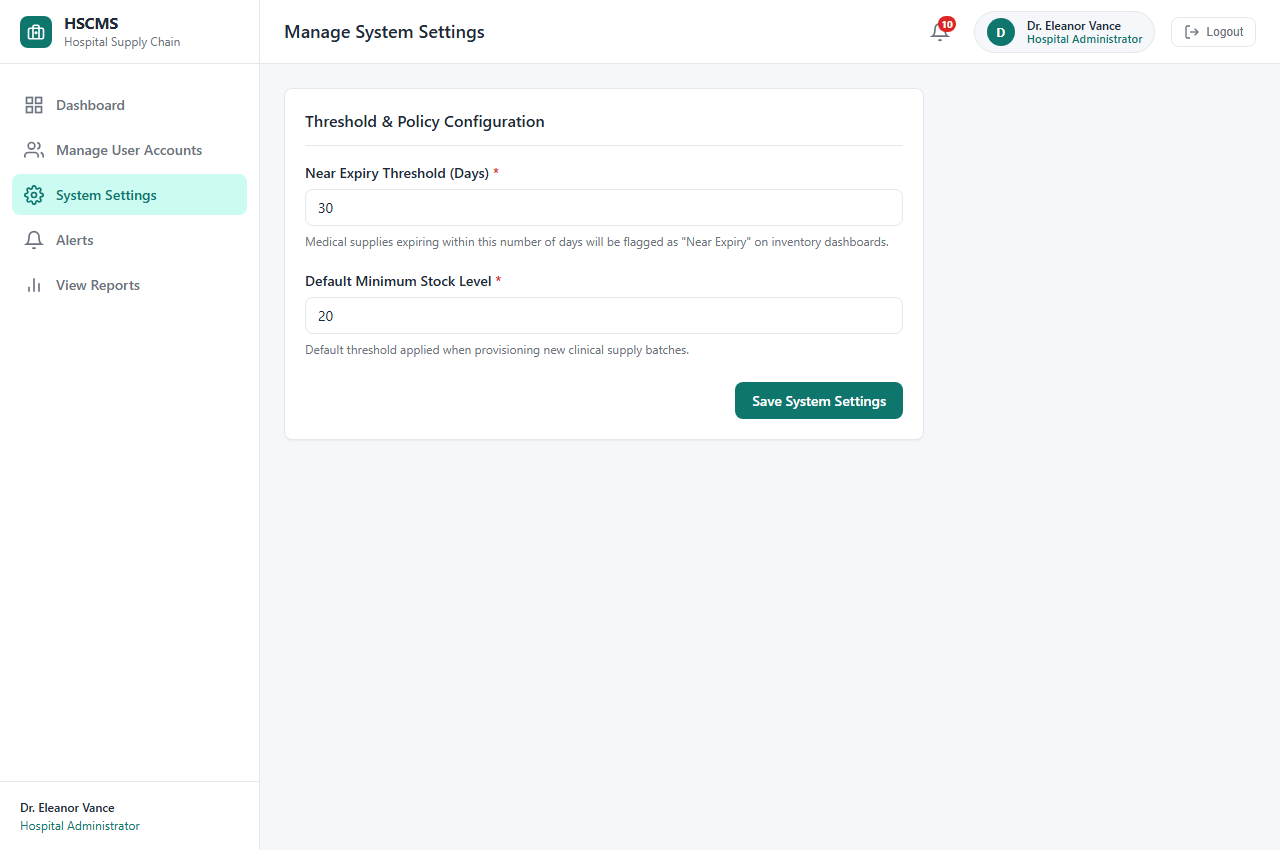 HSCMS
Hospital Supply Chain
Manage System Settings
10
D
Dr. Eleanor Vance
Hospital Administrator
Logout
Dashboard
Manage User Accounts
System Settings
Alerts
View Reports
Threshold & Policy Configuration
Near Expiry Threshold (Days) *
30
Medical supplies expiring within this number of days will be flagged as "Near Expiry" on inventory dashboards.
Default Minimum Stock Level *
20
Default threshold applied when provisioning new clinical supply batches.
Save System Settings
Dr. Eleanor Vance
Hospital Administrator